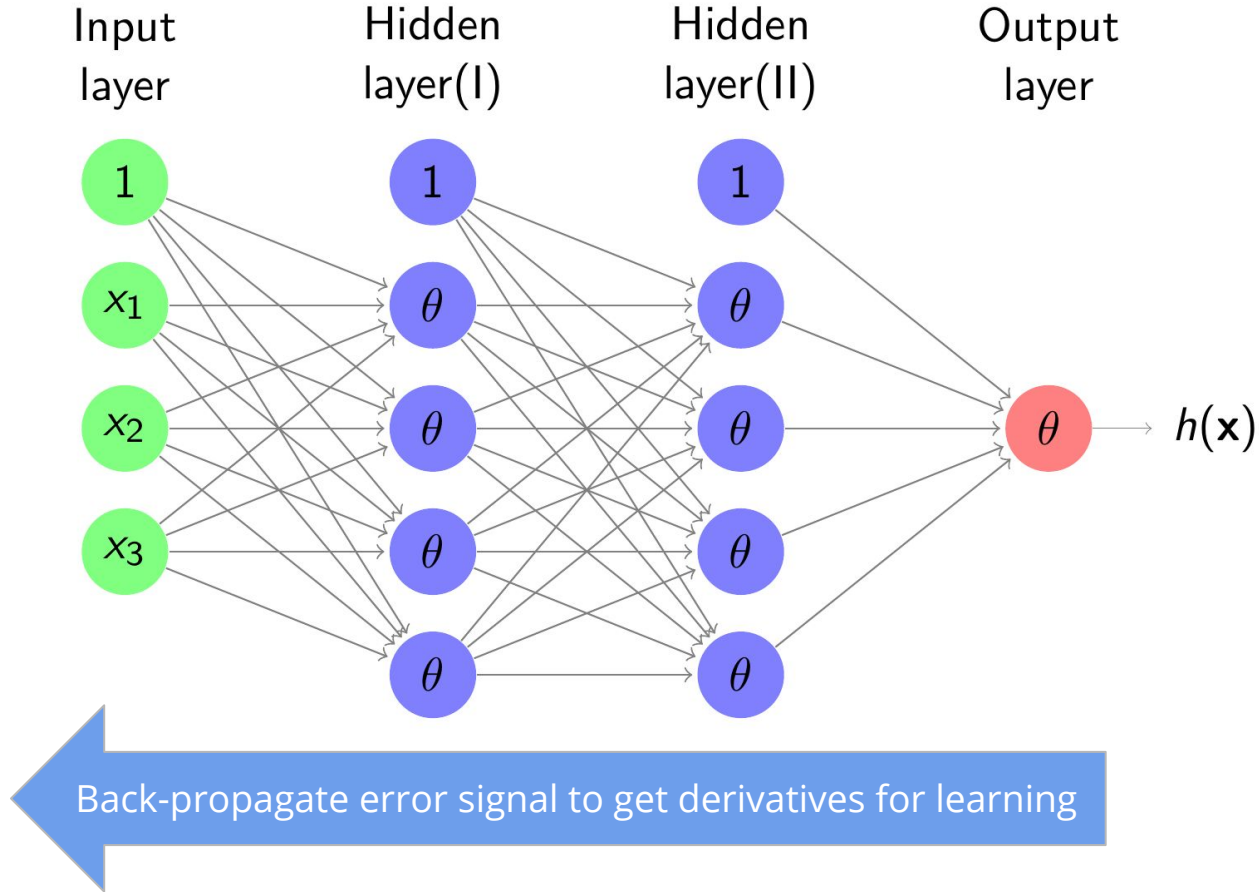 Input
layer
Hidden
layer(I)
Hidden
layer(II)
Output
layer
1
1
1
x₁
θ
θ
x₂
θ
θ
θ
h(x)
x₃
θ
θ
θ
θ
Back-propagate error signal to get derivatives for learning